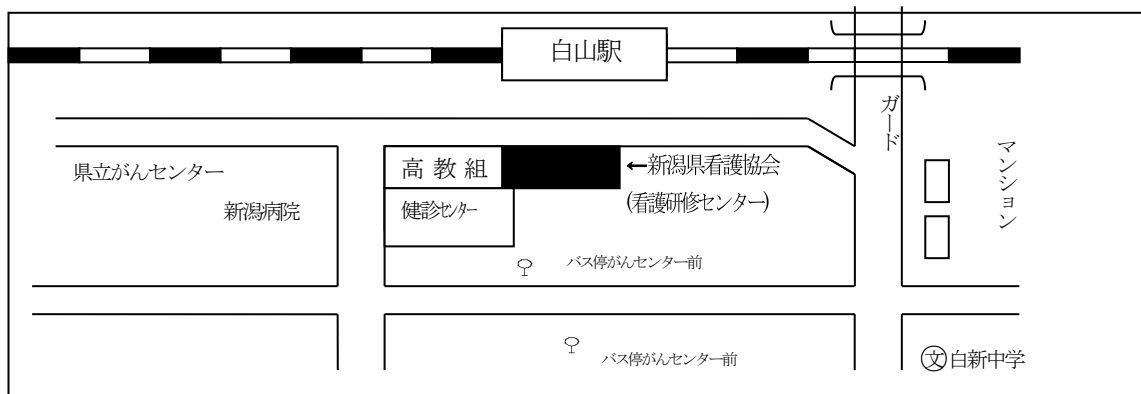 白山駅
ガード
マンション
県立がんセンター
新潟病院
高教組
←新潟県看護協会
(看護研修センター)
健診センター
バス停がんセンター前
バス停がんセンター前
文 白新中学